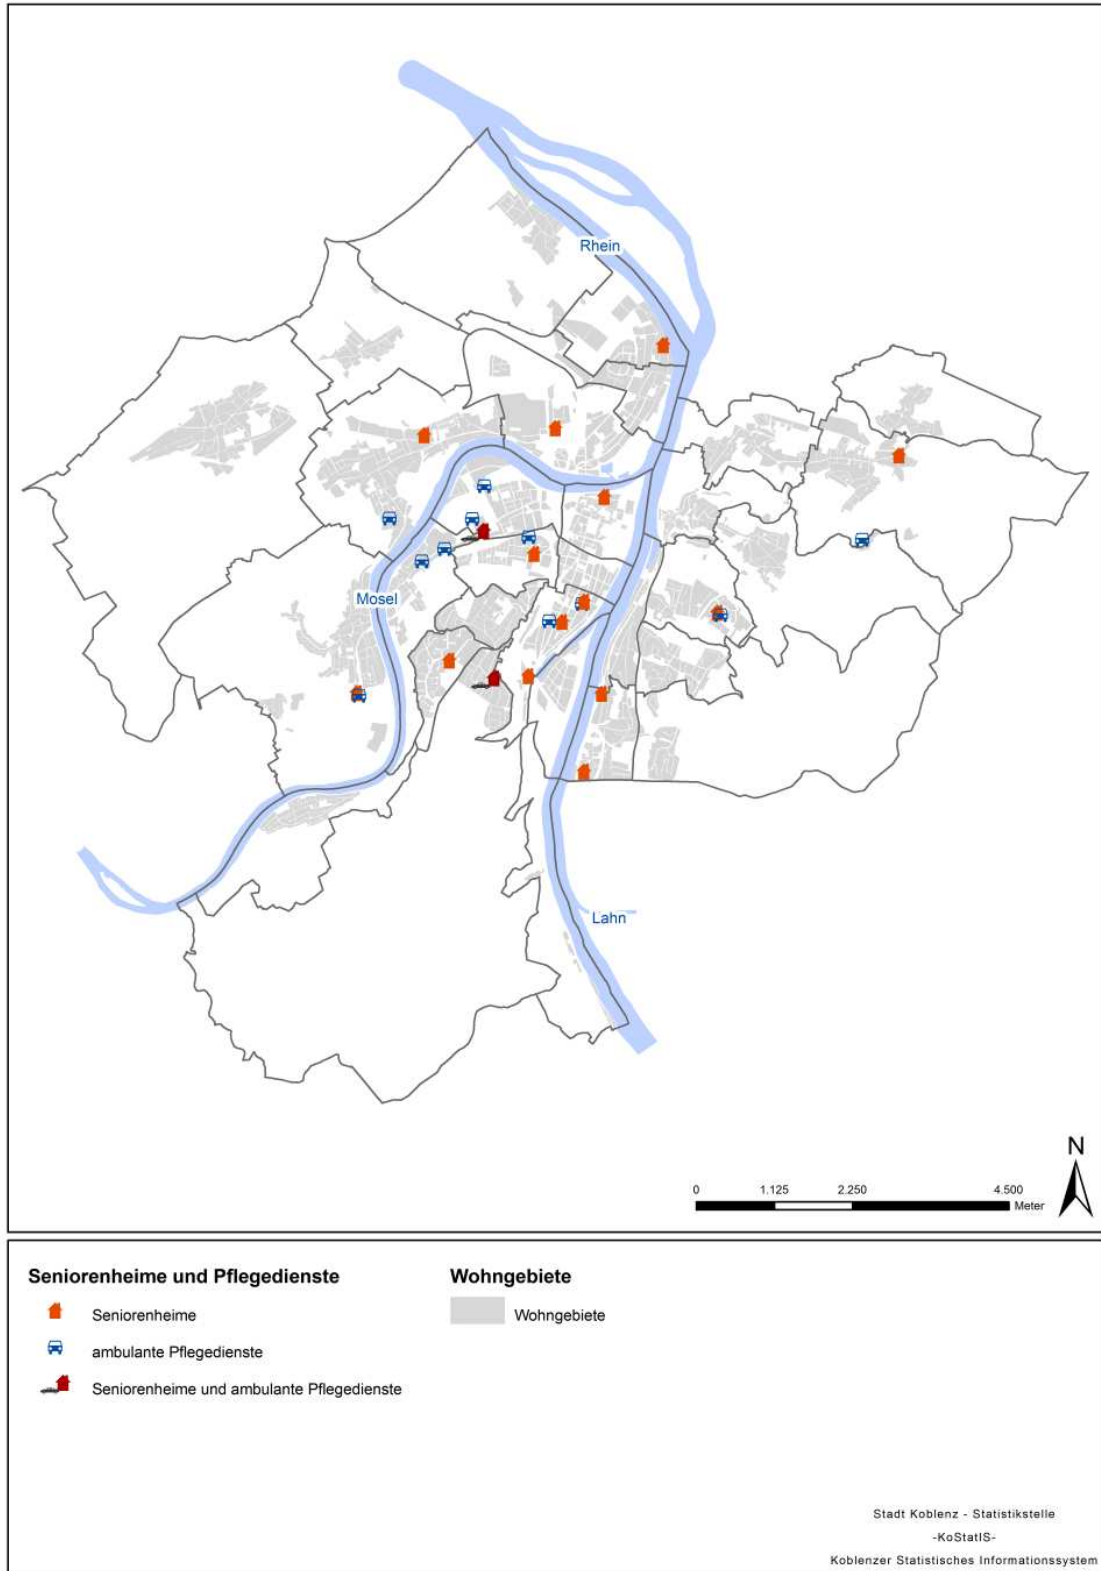 Rhein
Mosel
Lahn
N
0 1.125 2.250 4.500
Meter
Seniorenheime und Pflegedienste
Seniorenheime
ambulante Pflegedienste
Seniorenheime und ambulante Pflegedienste
Wohngebiete
Wohngebiete
Stadt Koblenz - Statistikstelle
-KoStatIS-
Koblenzer Statistisches Informationssystem